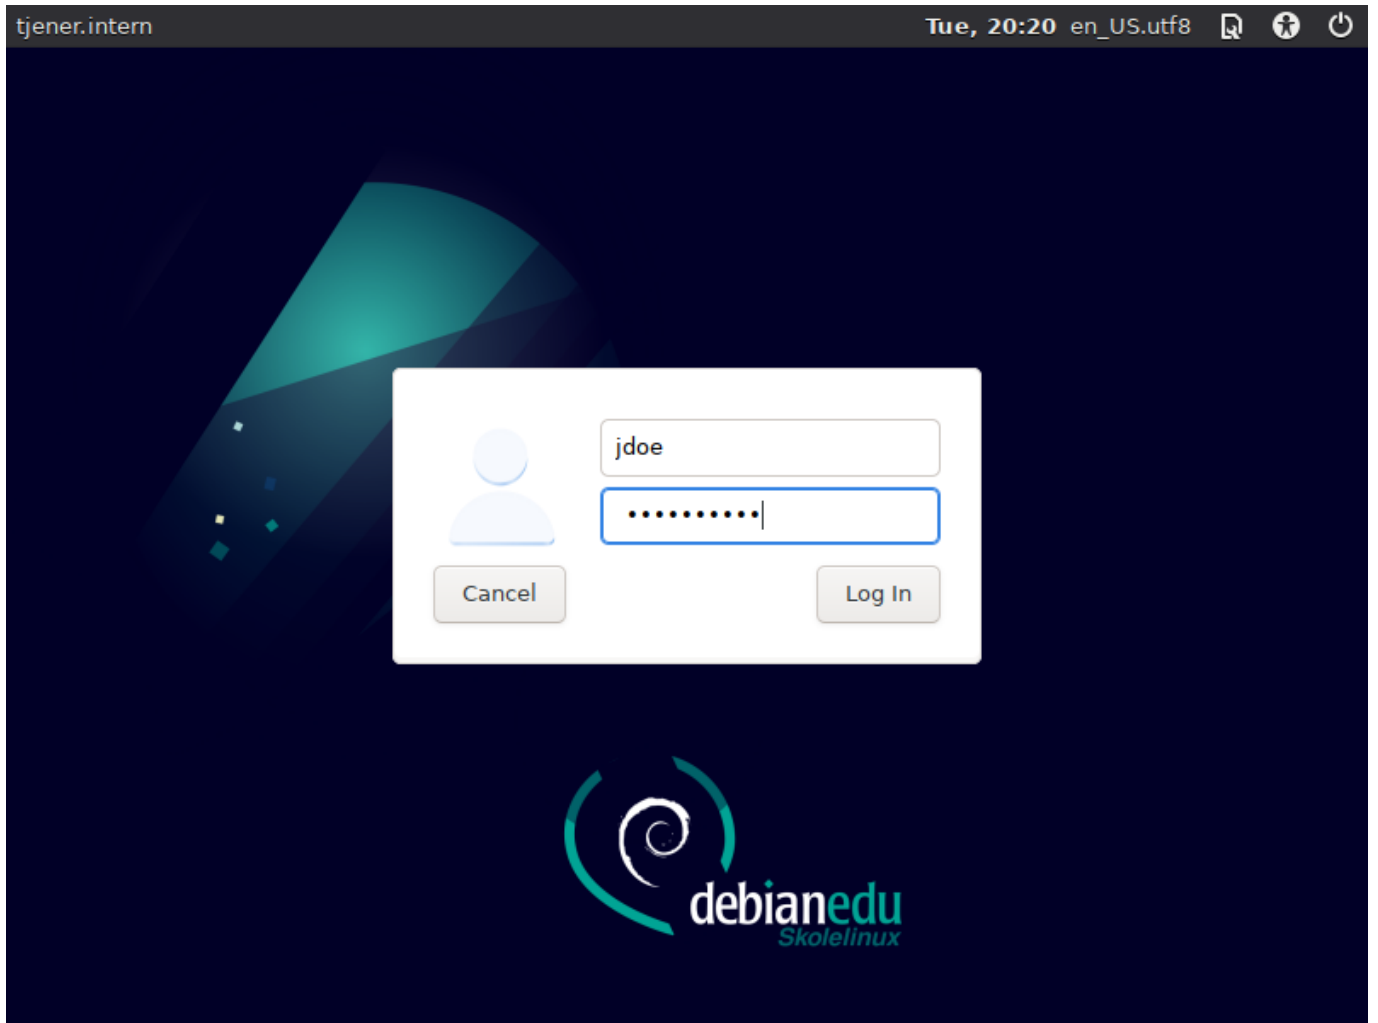 tjener.intern
Tue, 20:20 en_US.utf8
jdoe
••••••••••
Cancel
Log In
debianedu
Skolelinux